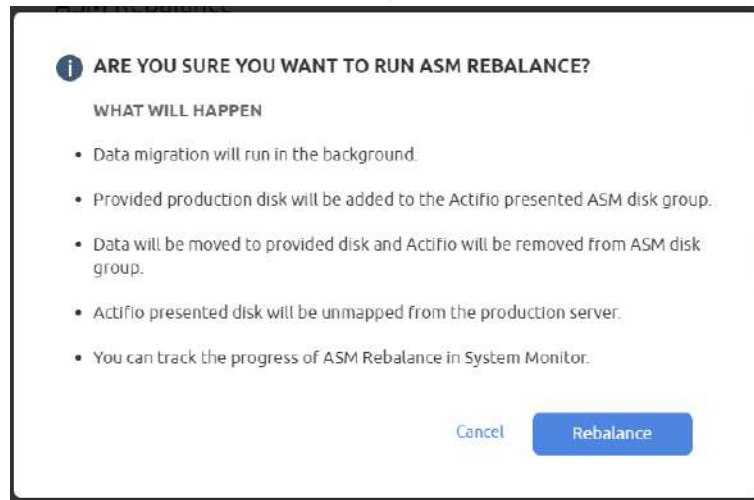 ARE YOU SURE YOU WANT TO RUN ASM REBALANCE?
WHAT WILL HAPPEN
• Data migration will run in the background.
• Provided production disk will be added to the Actifio presented ASM disk group.
• Data will be moved to provided disk and Actifio will be removed from ASM disk
group.
• Actifio presented disk will be unmapped from the production server.
• You can track the progress of ASM Rebalance in System Monitor.
Cancel Rebalance